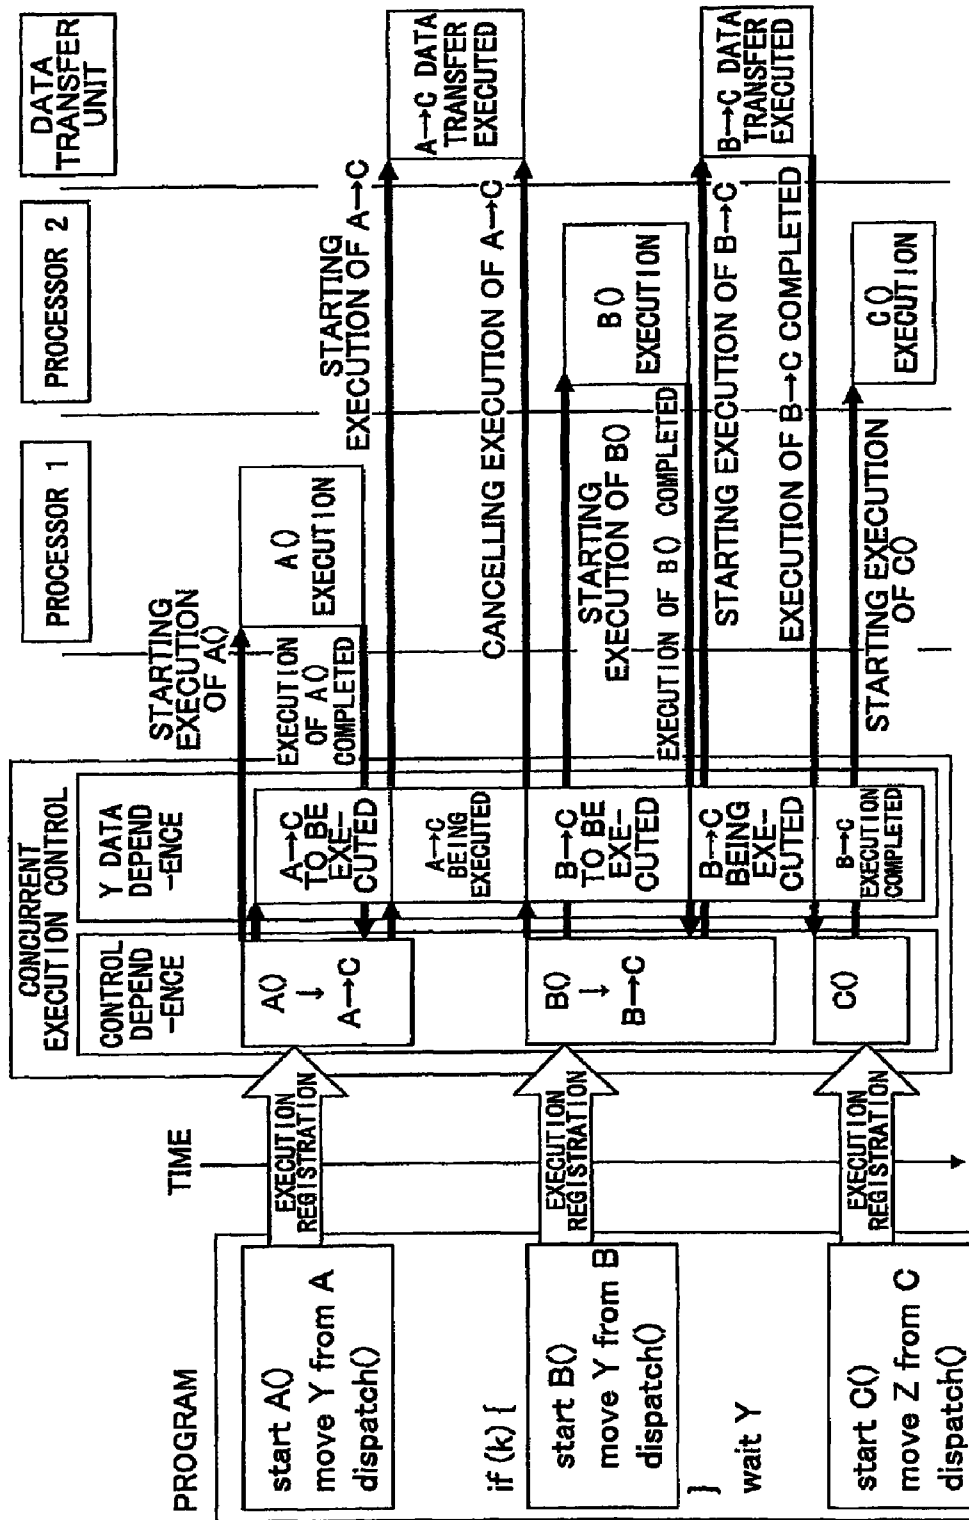 PROGRAM
start A()
move Y from A
dispatch()
if (k) {
start B()
move Y from B
dispatch()
}
wait Y
start C()
move Z from C
dispatch()
TIME
EXECUTION
REGISTRATION
EXECUTION
REGISTRATION
EXECUTION
REGISTRATION
CONCURRENT
EXECUTION CONTROL
CONTROL
DEPEND
-ENCE
A()
↓
A→C
B()
↓
B→C
C()
Y DATA
DEPEND
-ENCE
A→C
TO BE
EXE-
CUTED
A→C
BEING
EXECUTED
B→C
TO BE
EXE-
CUTED
B→C
BEING
EXE-
CUTED
B→C
EXECUTION
COMPLETED
STARTING
EXECUTION
OF A()
EXECUTION
OF A()
COMPLETED
PROCESSOR 1
A()
EXECUTION
STARTING
EXECUTION OF A→C
CANCELLING EXECUTION OF A→C
STARTING
EXECUTION OF B()
EXECUTION OF B() COMPLETED
STARTING EXECUTION OF B→C
EXECUTION OF B→C COMPLETED
STARTING EXECUTION
OF C()
PROCESSOR 2
B()
EXECUTION
C()
EXECUTION
DATA
TRANSFER
UNIT
A→C DATA
TRANSFER
EXECUTED
B→C DATA
TRANSFER
EXECUTED